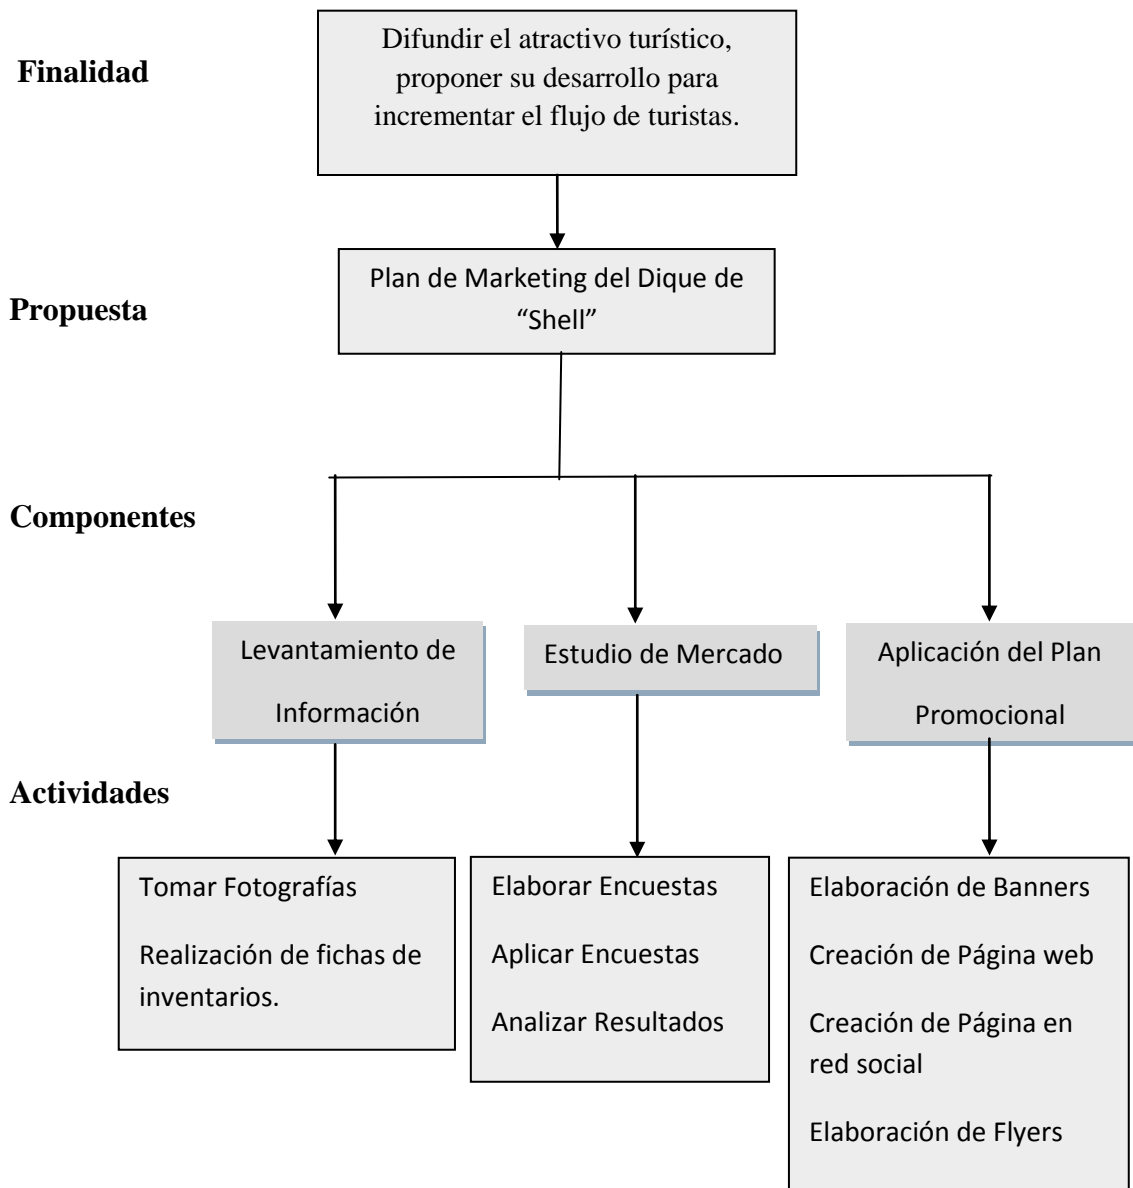 Finalidad
Difundir el atractivo turístico,
proponer su desarrollo para
incrementar el flujo de turistas.
Propuesta
Plan de Marketing del Dique de
“Shell”
Componentes
Levantamiento de
Información
Estudio de Mercado
Aplicación del Plan
Promocional
Actividades
Tomar Fotografías
Realización de fichas de
inventarios.
Elaborar Encuestas
Aplicar Encuestas
Analizar Resultados
Elaboración de Banners
Creación de Página web
Creación de Página en
red social
Elaboración de Flyers